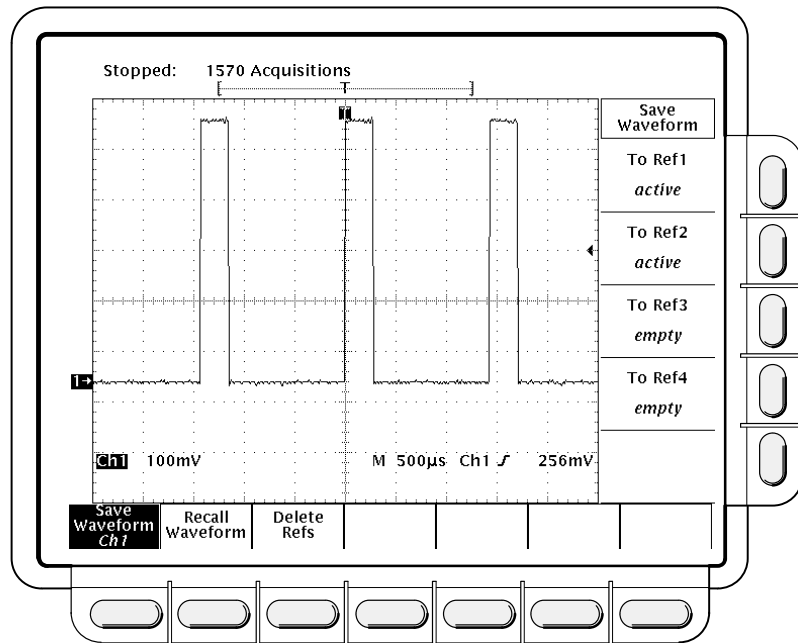 Stopped: 1570 Acquisitions
T
Save
Waveform
To Ref1
active
To Ref2
active
To Ref3
empty
To Ref4
empty
1→
Ch1 100mV M 500µs Ch1 256mV
Save
Waveform
Ch1
Recall
Waveform
Delete
Refs